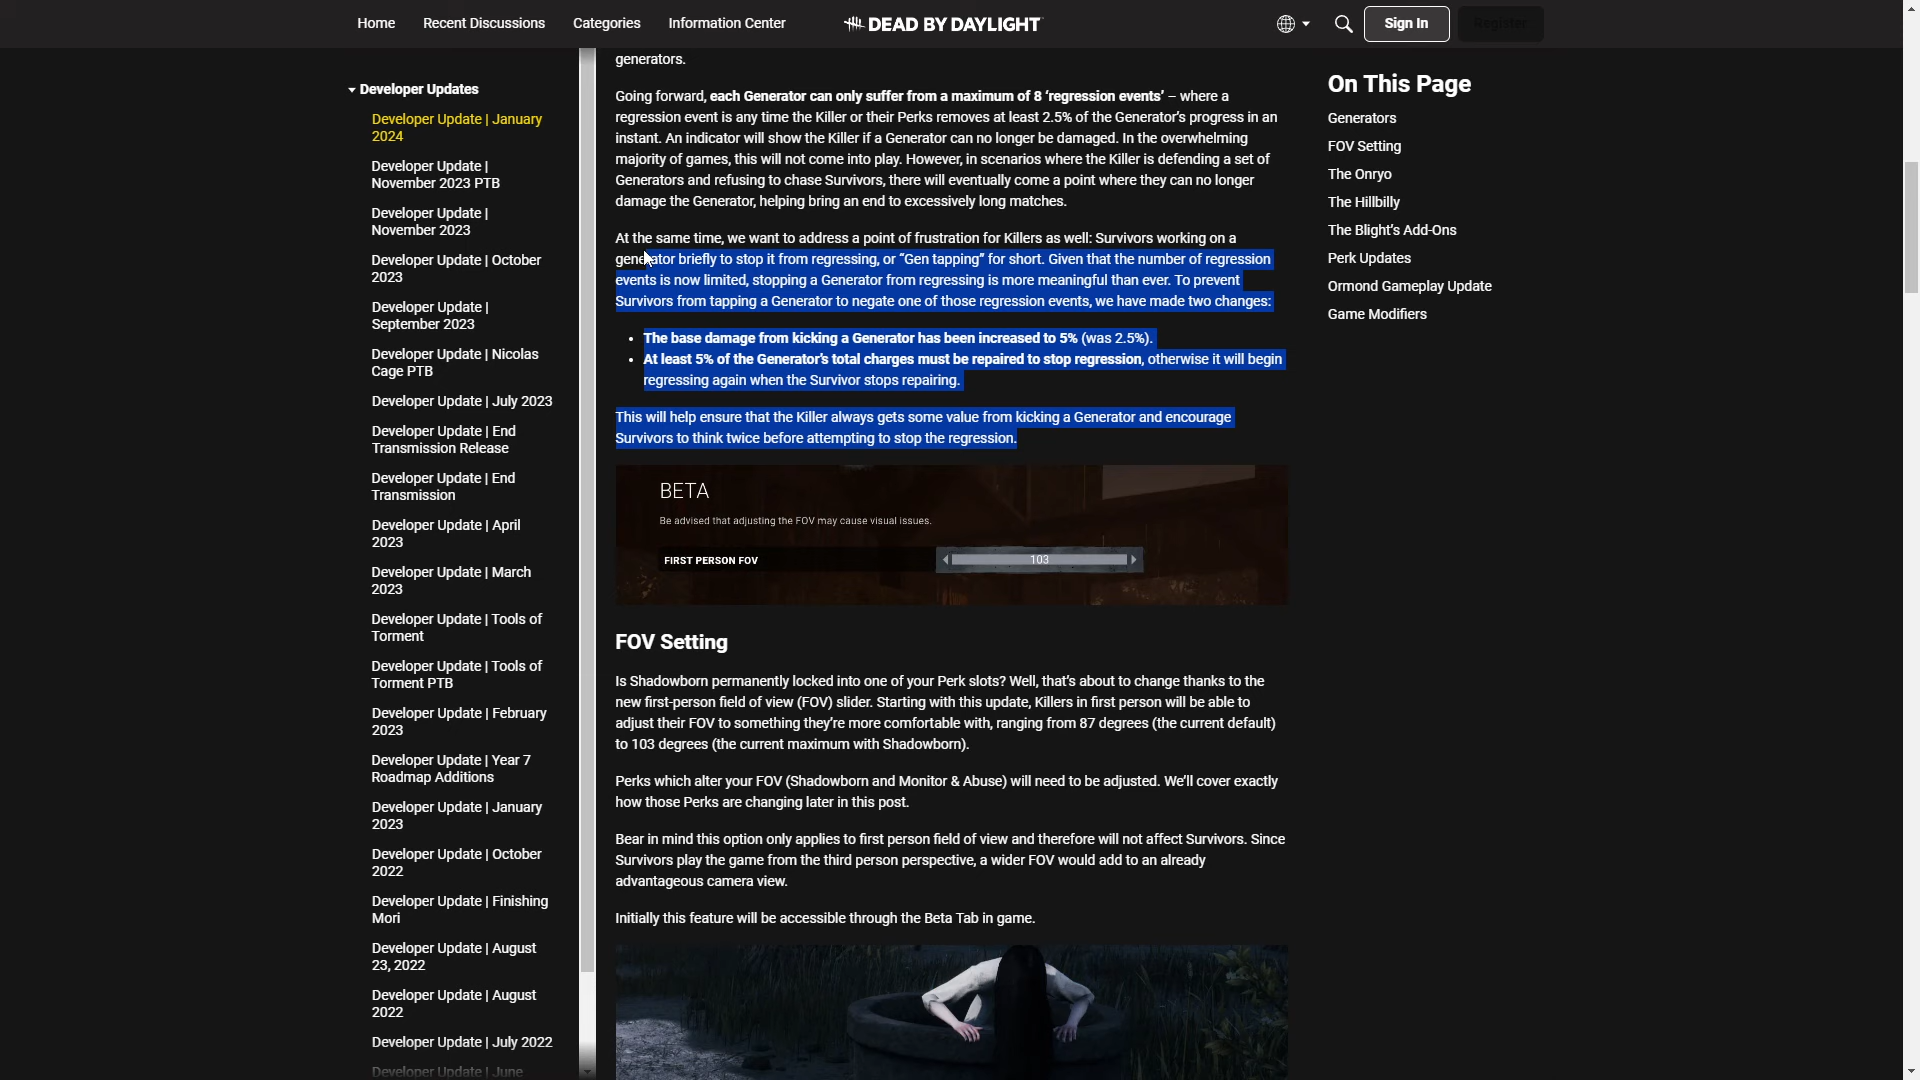 Home Recent Discussions Categories Information Center DEAD BY DAYLIGHT Sign In Register
Developer Updates
Developer Update | January
2024
Developer Update |
November 2023 PTB
Developer Update |
November 2023
Developer Update | October
2023
Developer Update |
September 2023
Developer Update | Nicolas
Cage PTB
Developer Update | July 2023
Developer Update | End
Transmission Release
Developer Update | End
Transmission
Developer Update | April
2023
Developer Update | March
2023
Developer Update | Tools of
Torment
Developer Update | Tools of
Torment PTB
Developer Update | February
2023
Developer Update | Year 7
Roadmap Additions
Developer Update | January
2023
Developer Update | October
2022
Developer Update | Finishing
Mori
Developer Update | August
23, 2022
Developer Update | August
2022
Developer Update | July 2022
Developer Update | June
generators.
Going forward, each Generator can only suffer from a maximum of 8 ‘regression events’ – where a
regression event is any time the Killer or their Perks removes at least 2.5% of the Generator’s progress in an
instant. An indicator will show the Killer if a Generator can no longer be damaged. In the overwhelming
majority of games, this will not come into play. However, in scenarios where the Killer is defending a set of
Generators and refusing to chase Survivors, there will eventually come a point where they can no longer
damage the Generator, helping bring an end to excessively long matches.
At the same time, we want to address a point of frustration for Killers as well: Survivors working on a
generator briefly to stop it from regressing, or “Gen tapping” for short. Given that the number of regression
events is now limited, stopping a Generator from regressing is more meaningful than ever. To prevent
Survivors from tapping a Generator to negate one of those regression events, we have made two changes:
• The base damage from kicking a Generator has been increased to 5% (was 2.5%).
• At least 5% of the Generator’s total charges must be repaired to stop regression, otherwise it will begin
regressing again when the Survivor stops repairing.
This will help ensure that the Killer always gets some value from kicking a Generator and encourage
Survivors to think twice before attempting to stop the regression.
BETA
Be advised that adjusting the FOV may cause visual issues.
FIRST PERSON FOV 103
FOV Setting
Is Shadowborn permanently locked into one of your Perk slots? Well, that’s about to change thanks to the
new first-person field of view (FOV) slider. Starting with this update, Killers in first person will be able to
adjust their FOV to something they’re more comfortable with, ranging from 87 degrees (the current default)
to 103 degrees (the current maximum with Shadowborn).
Perks which alter your FOV (Shadowborn and Monitor & Abuse) will need to be adjusted. We’ll cover exactly
how those Perks are changing later in this post.
Bear in mind this option only applies to first person field of view and therefore will not affect Survivors. Since
Survivors play the game from the third person perspective, a wider FOV would add to an already
advantageous camera view.
Initially this feature will be accessible through the Beta Tab in game.
On This Page
Generators
FOV Setting
The Onryo
The Hillbilly
The Blight's Add-Ons
Perk Updates
Ormond Gameplay Update
Game Modifiers